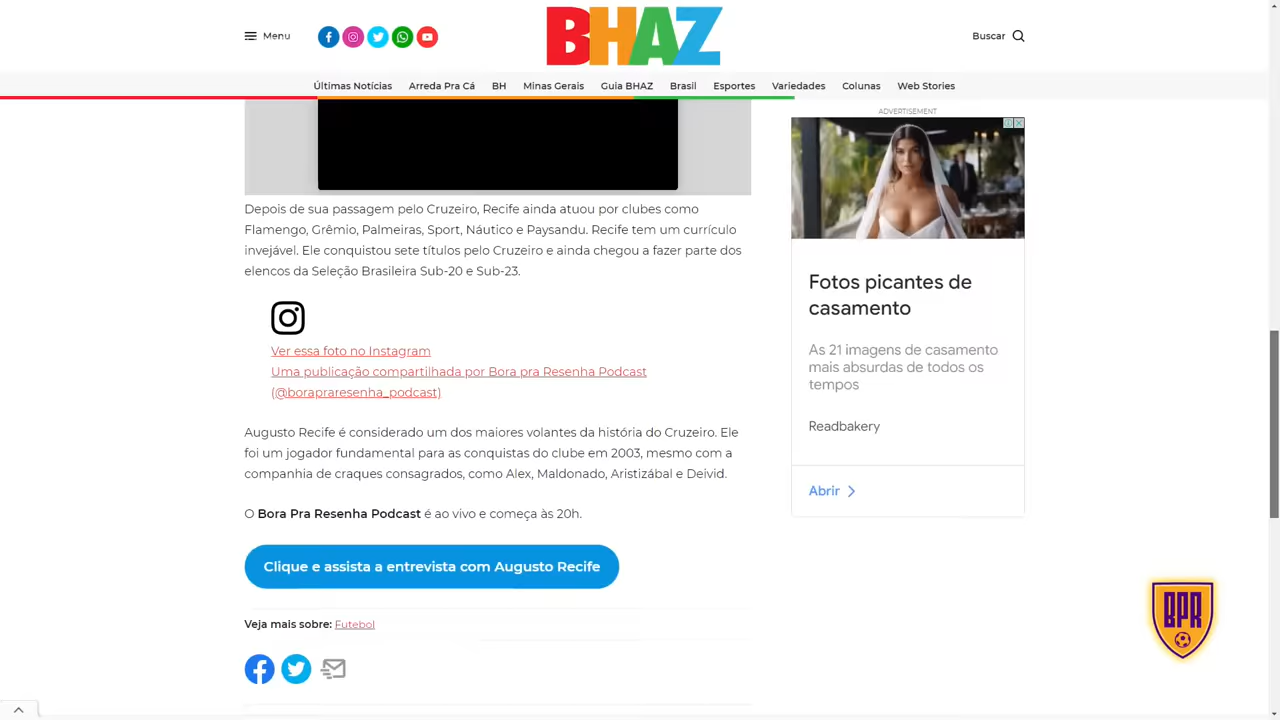 Menu
BHAZ
Buscar
Últimas Notícias
Arreda Pra Cá
BH
Minas Gerais
Guia BHAZ
Brasil
Esportes
Variedades
Colunas
Web Stories
Depois de sua passagem pelo Cruzeiro, Recife ainda atuou por clubes como
Flamengo, Grêmio, Palmeiras, Sport, Náutico e Paysandu. Recife tem um currículo
invejável. Ele conquistou sete títulos pelo Cruzeiro e ainda chegou a fazer parte dos
elencos da Seleção Brasileira Sub-20 e Sub-23.
Ver essa foto no Instagram
Uma publicação compartilhada por Bora pra Resenha Podcast
(@borapraresenha_podcast)
Augusto Recife é considerado um dos maiores volantes da história do Cruzeiro. Ele
foi um jogador fundamental para as conquistas do clube em 2003, mesmo com a
companhia de craques consagrados, como Alex, Maldonado, Aristizábal e Deivid.
O Bora Pra Resenha Podcast é ao vivo e começa às 20h.
Clique e assista a entrevista com Augusto Recife
Veja mais sobre: Futebol
ADVERTISEMENT
Fotos picantes de
casamento
As 21 imagens de casamento
mais absurdas de todos os
tempos
Readbakery
Abrir
BPR